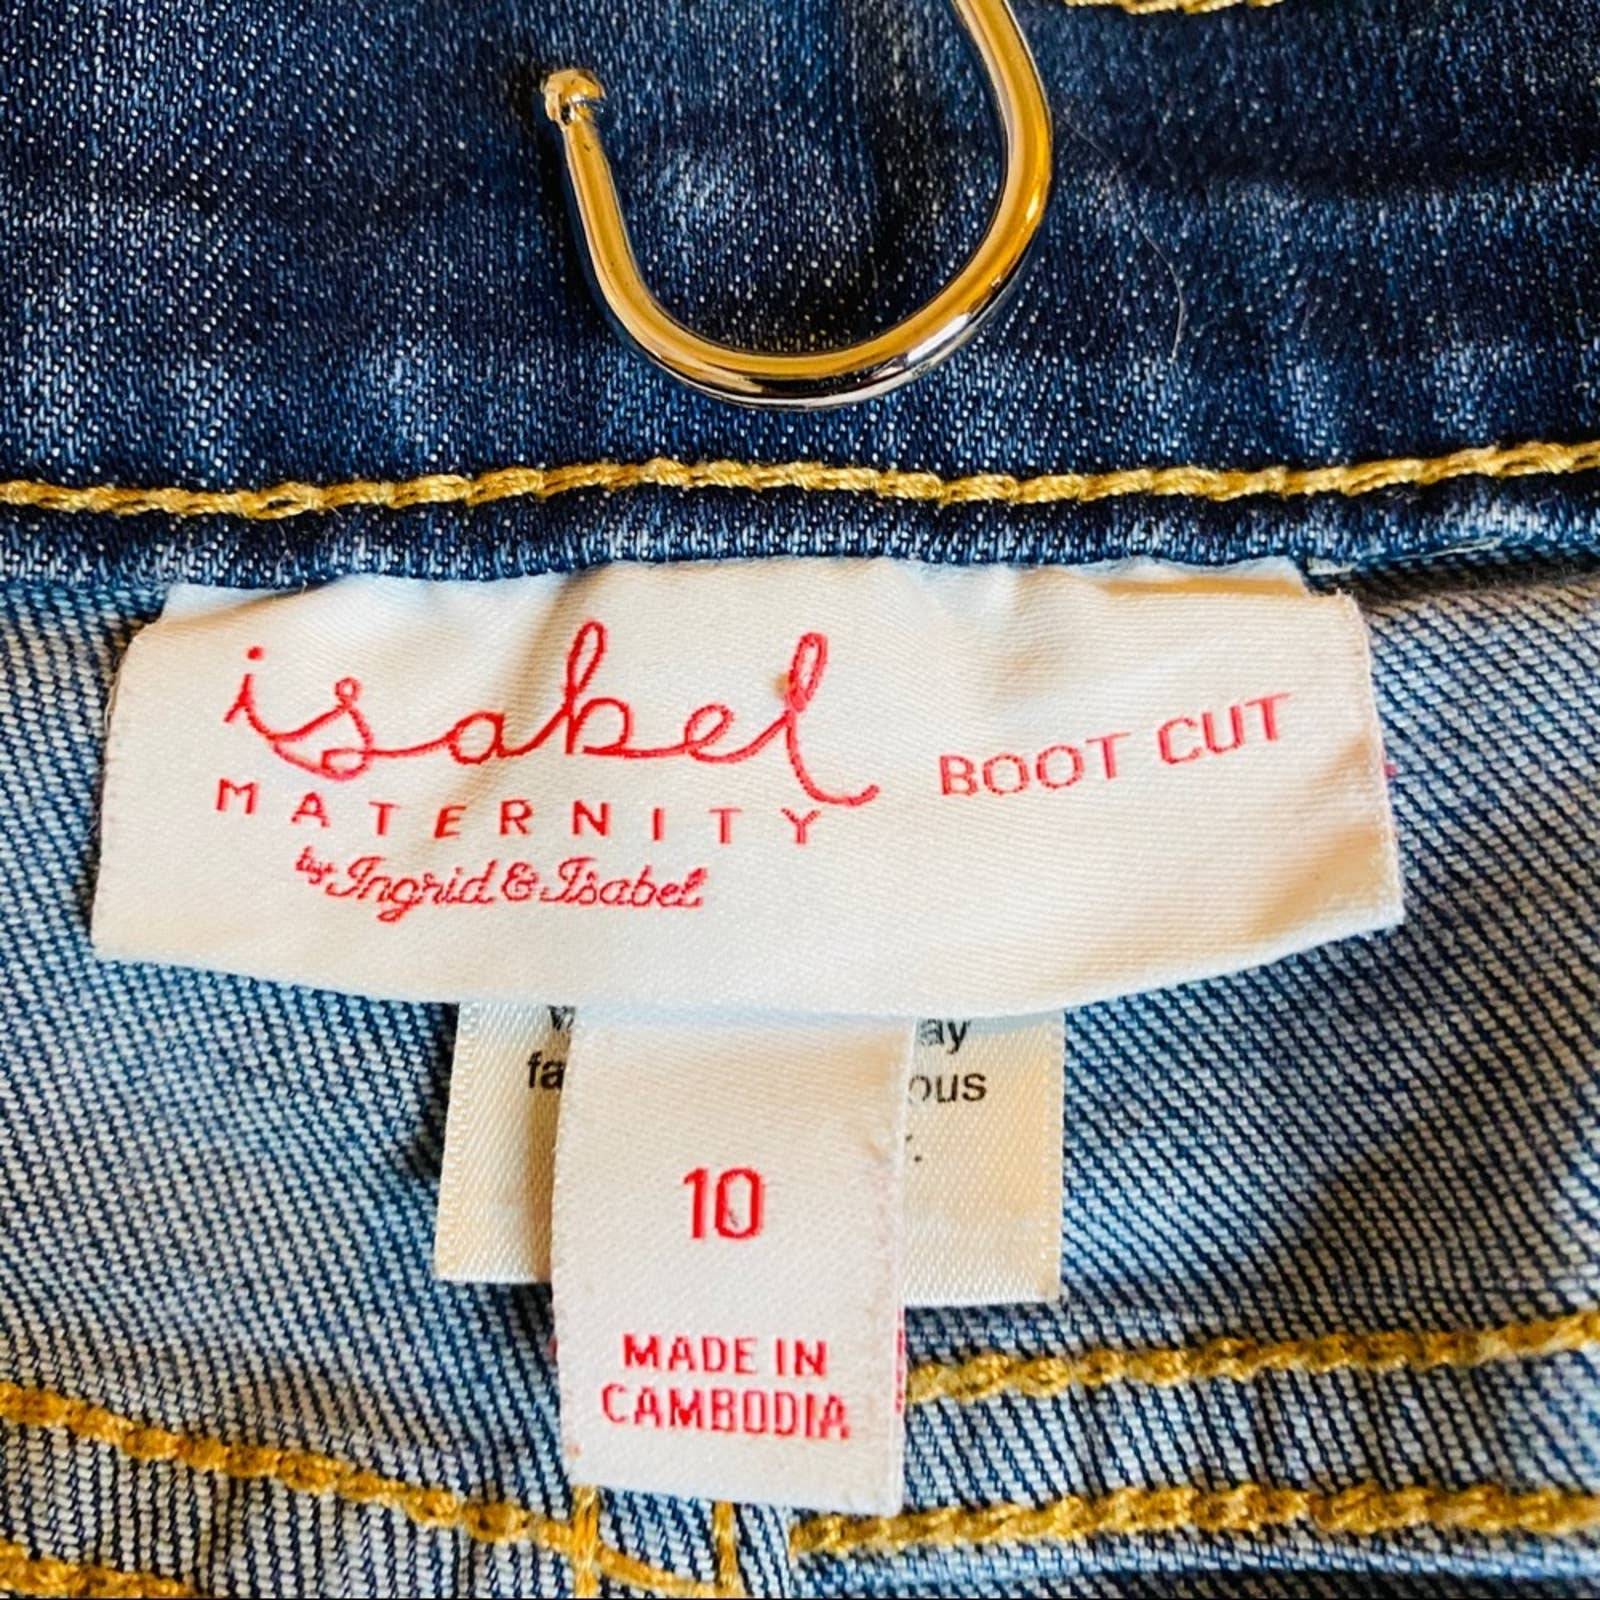 isabel
MATERNITY
by Ingrid & Isabel
BOOT CUT
10
MADE IN
CAMBODIA